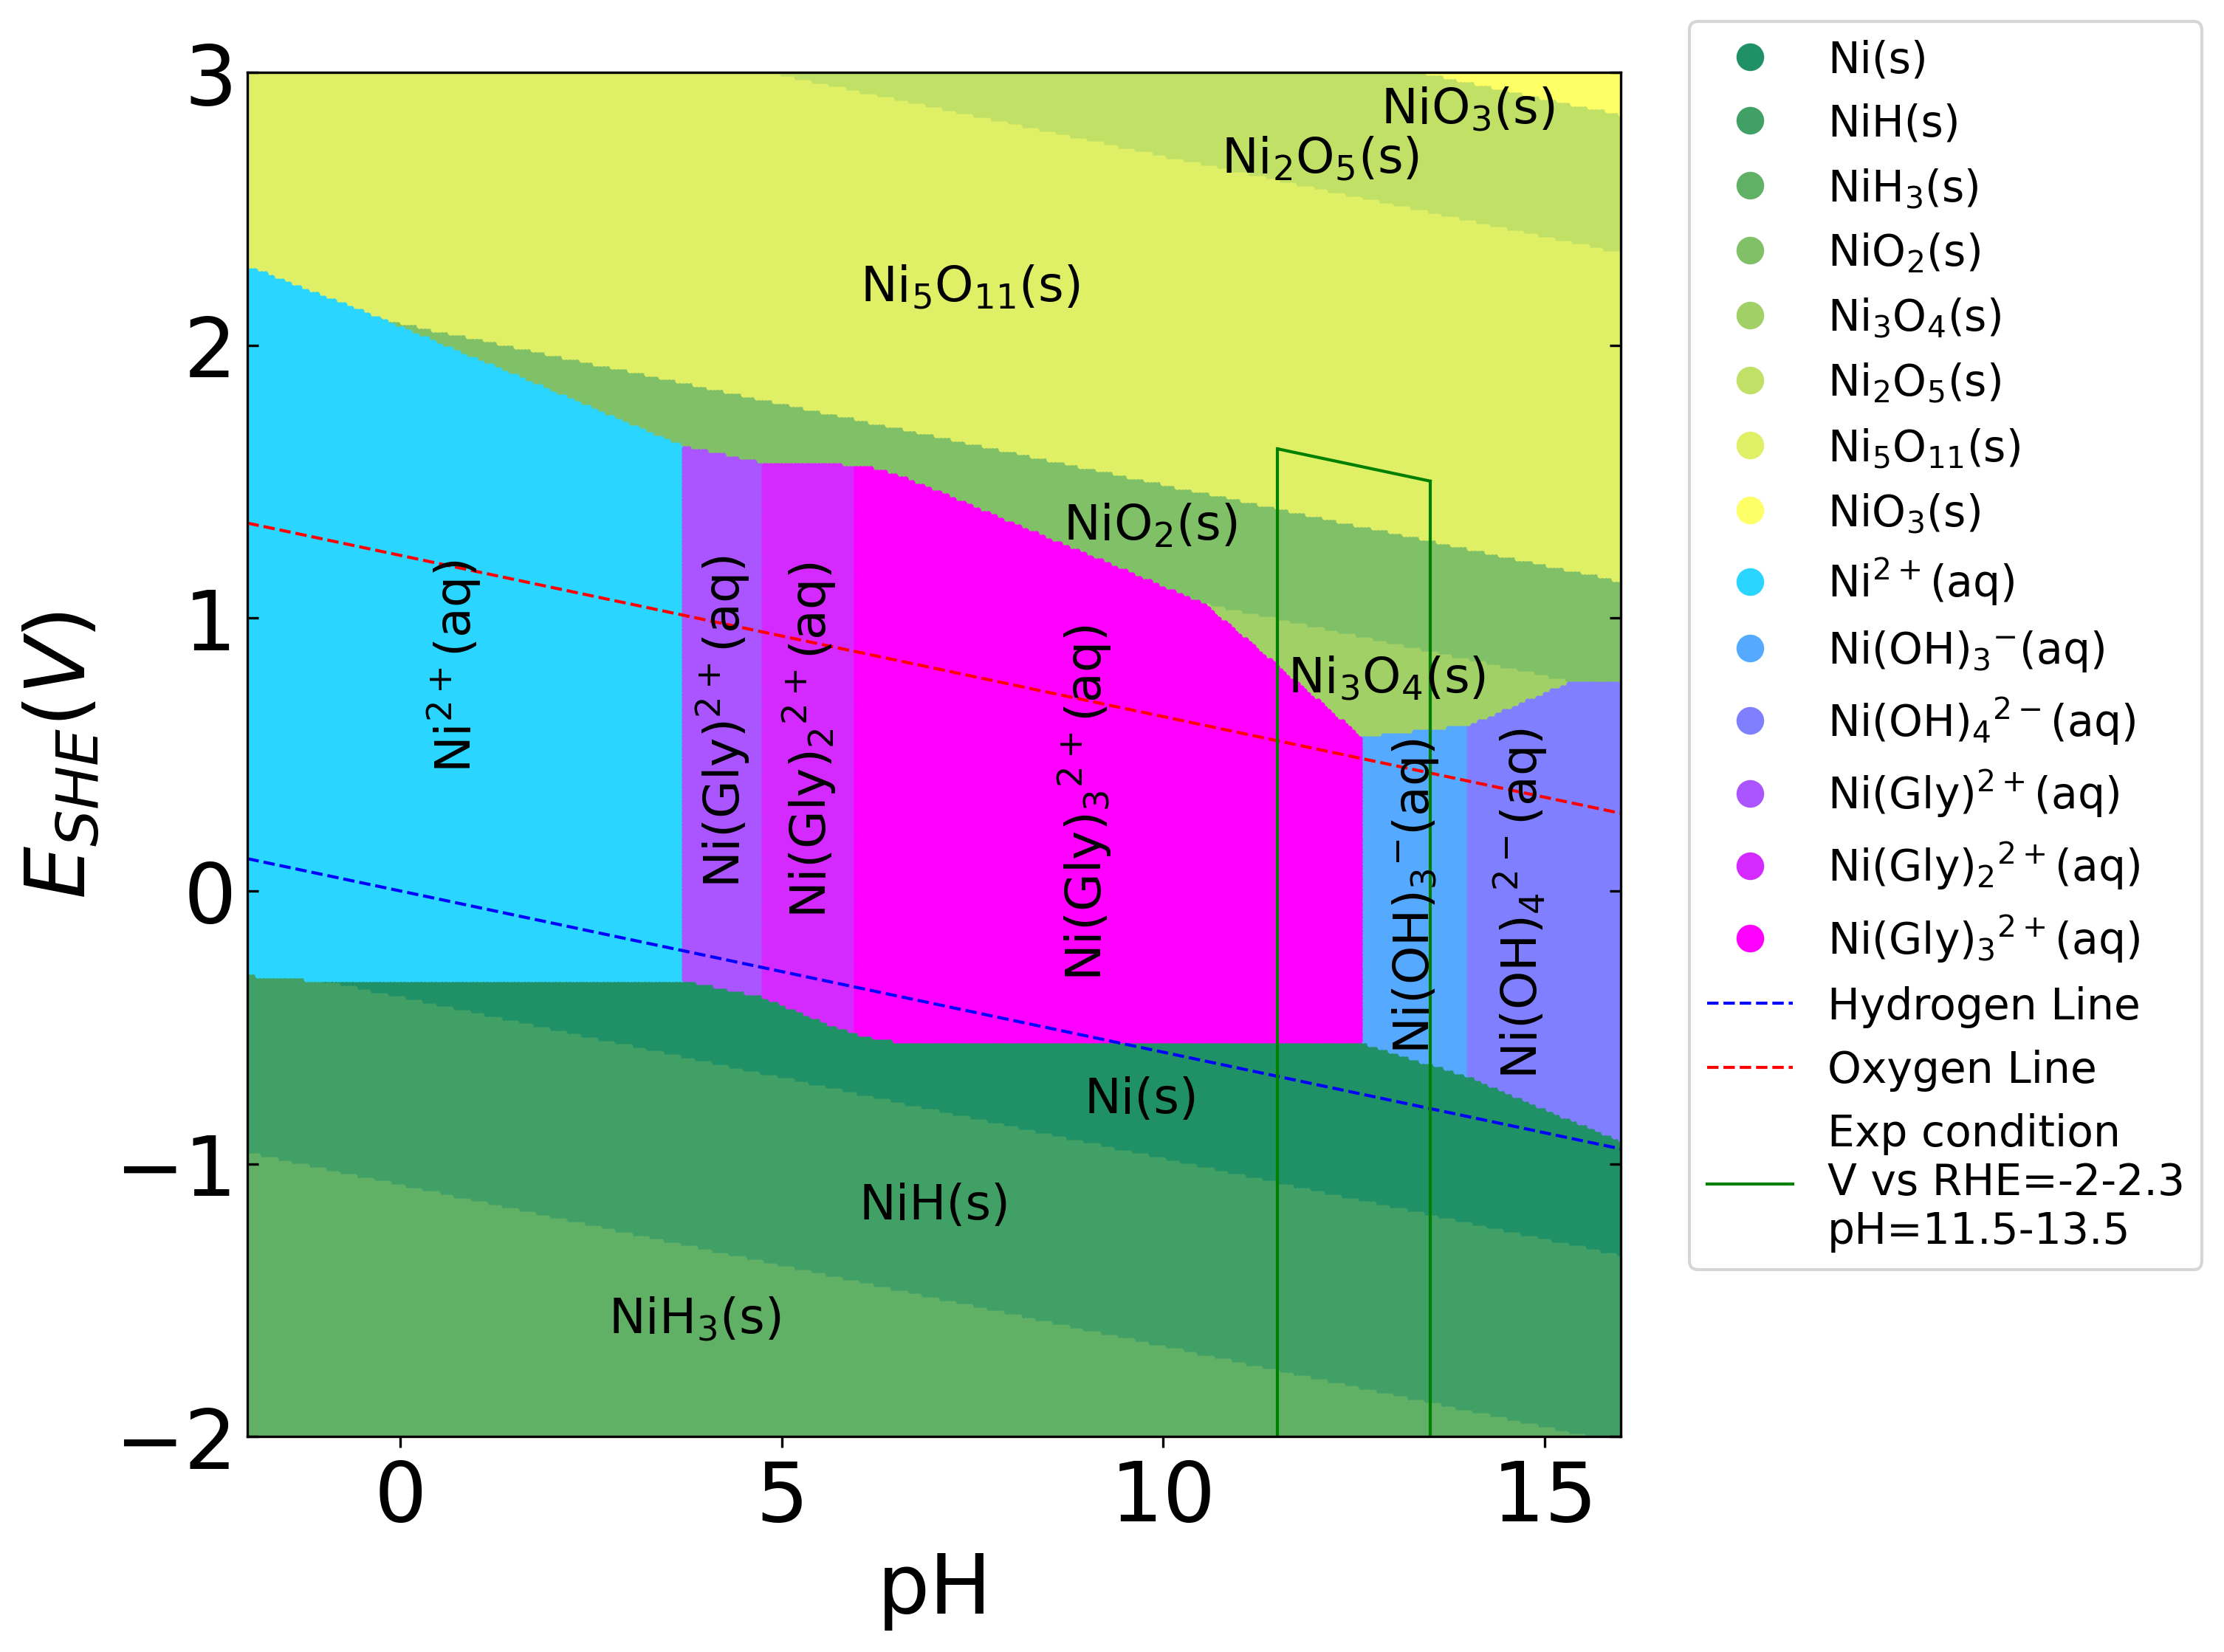 3
2
1
0
−1
−2
E_{SHE}(V)
0
5
10
15
pH
NiO₃(s)
Ni₂O₅(s)
Ni₅O₁₁(s)
NiO₂(s)
Ni₃O₄(s)
Ni²⁺(aq)
Ni(Gly)²⁺(aq)
Ni(Gly)₂²⁺(aq)
Ni(Gly)₃²⁺(aq)
Ni(OH)₃⁻(aq)
Ni(OH)₄²⁻(aq)
Ni(s)
NiH(s)
NiH₃(s)
Ni(s)
NiH(s)
NiH₃(s)
NiO₂(s)
Ni₃O₄(s)
Ni₂O₅(s)
Ni₅O₁₁(s)
NiO₃(s)
Ni²⁺(aq)
Ni(OH)₃⁻(aq)
Ni(OH)₄²⁻(aq)
Ni(Gly)²⁺(aq)
Ni(Gly)₂²⁺(aq)
Ni(Gly)₃²⁺(aq)
Hydrogen Line
Oxygen Line
Exp condition
V vs RHE=-2-2.3
pH=11.5-13.5